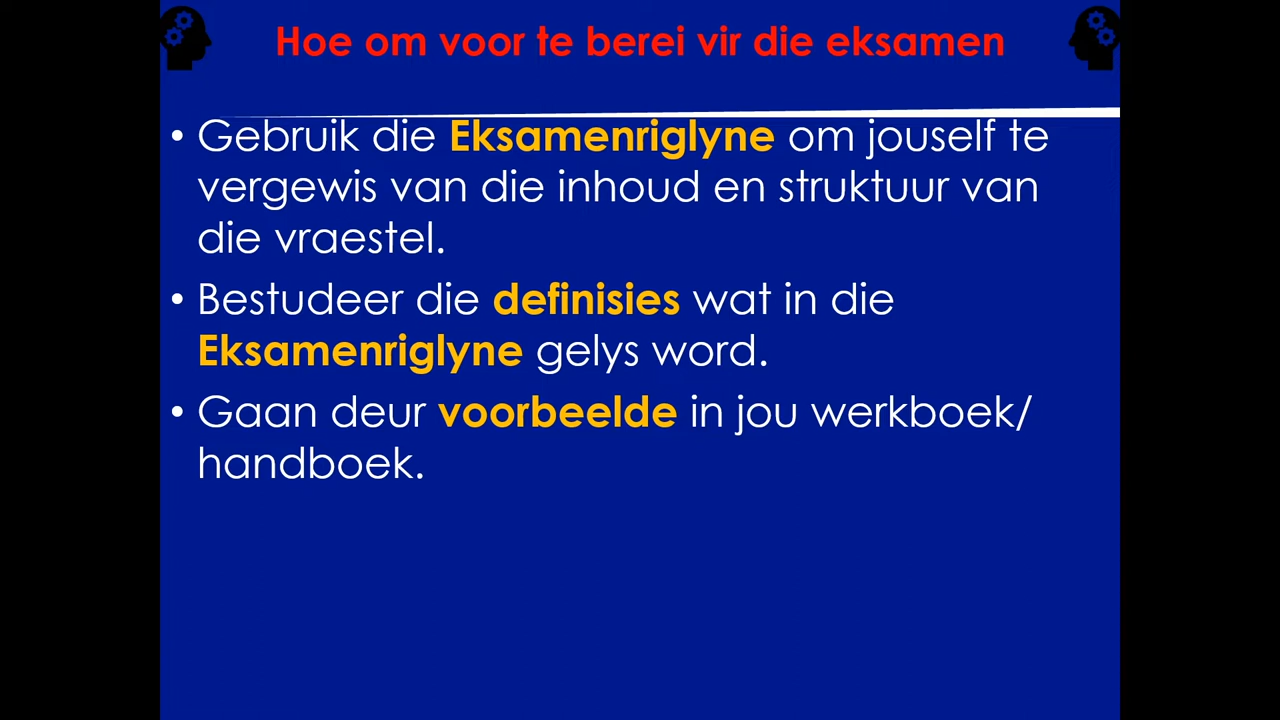 Hoe om voor te berei vir die eksamen
• Gebruik die Eksamenriglyne om jouself te
vergewis van die inhoud en struktuur van
die vraestel.
• Bestudeer die definisies wat in die
Eksamenriglyne gelys word.
• Gaan deur voorbeelde in jou werkboek/
handboek.